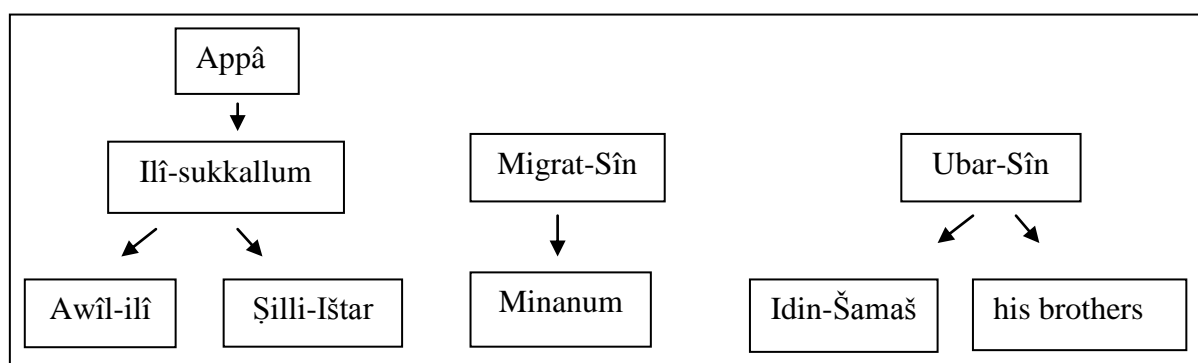 Appâ
Ilî-sukkallum
Migrat-Sîn
Ubar-Sîn
Awîl-ilî
Ṣilli-Ištar
Minanum
Idin-Šamaš
his brothers